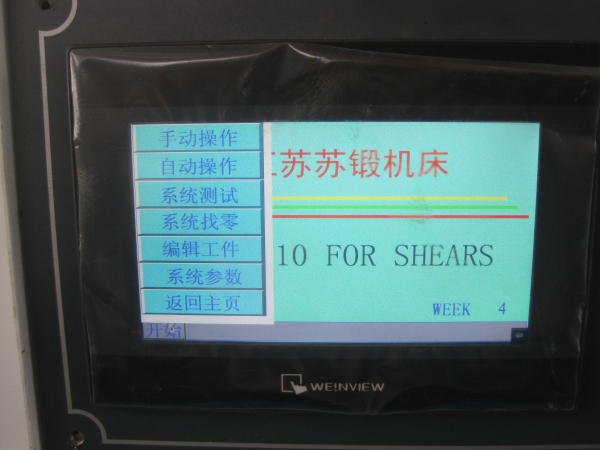 手动操作
自动操作
系统测试
系统找零
编辑工件
系统参数
返回主页
苏苏锻机床
10 FOR SHEARS
WEEK 4
开始
WE!NVIEW